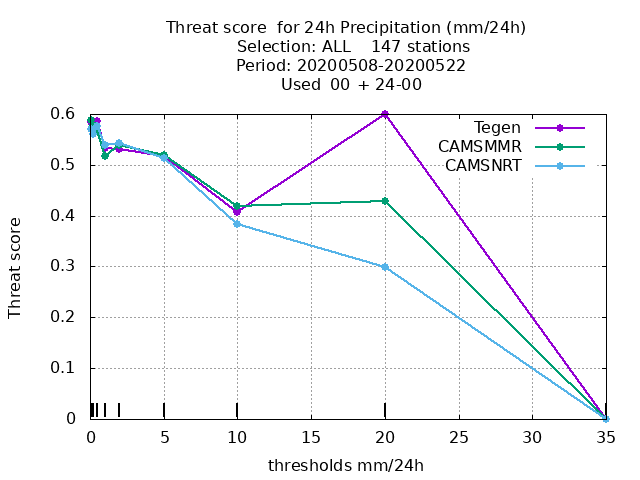 Threat score  for 24h Precipitation (mm/24h)
Selection: ALL    147 stations
Period: 20200508-20200522
Used  00 + 24-00
0.6
0.5
0.4
0.3
0.2
0.1
0
Threat score
Tegen
CAMSMMR
CAMSNRT
0 5 10 15 20 25 30 35
thresholds mm/24h